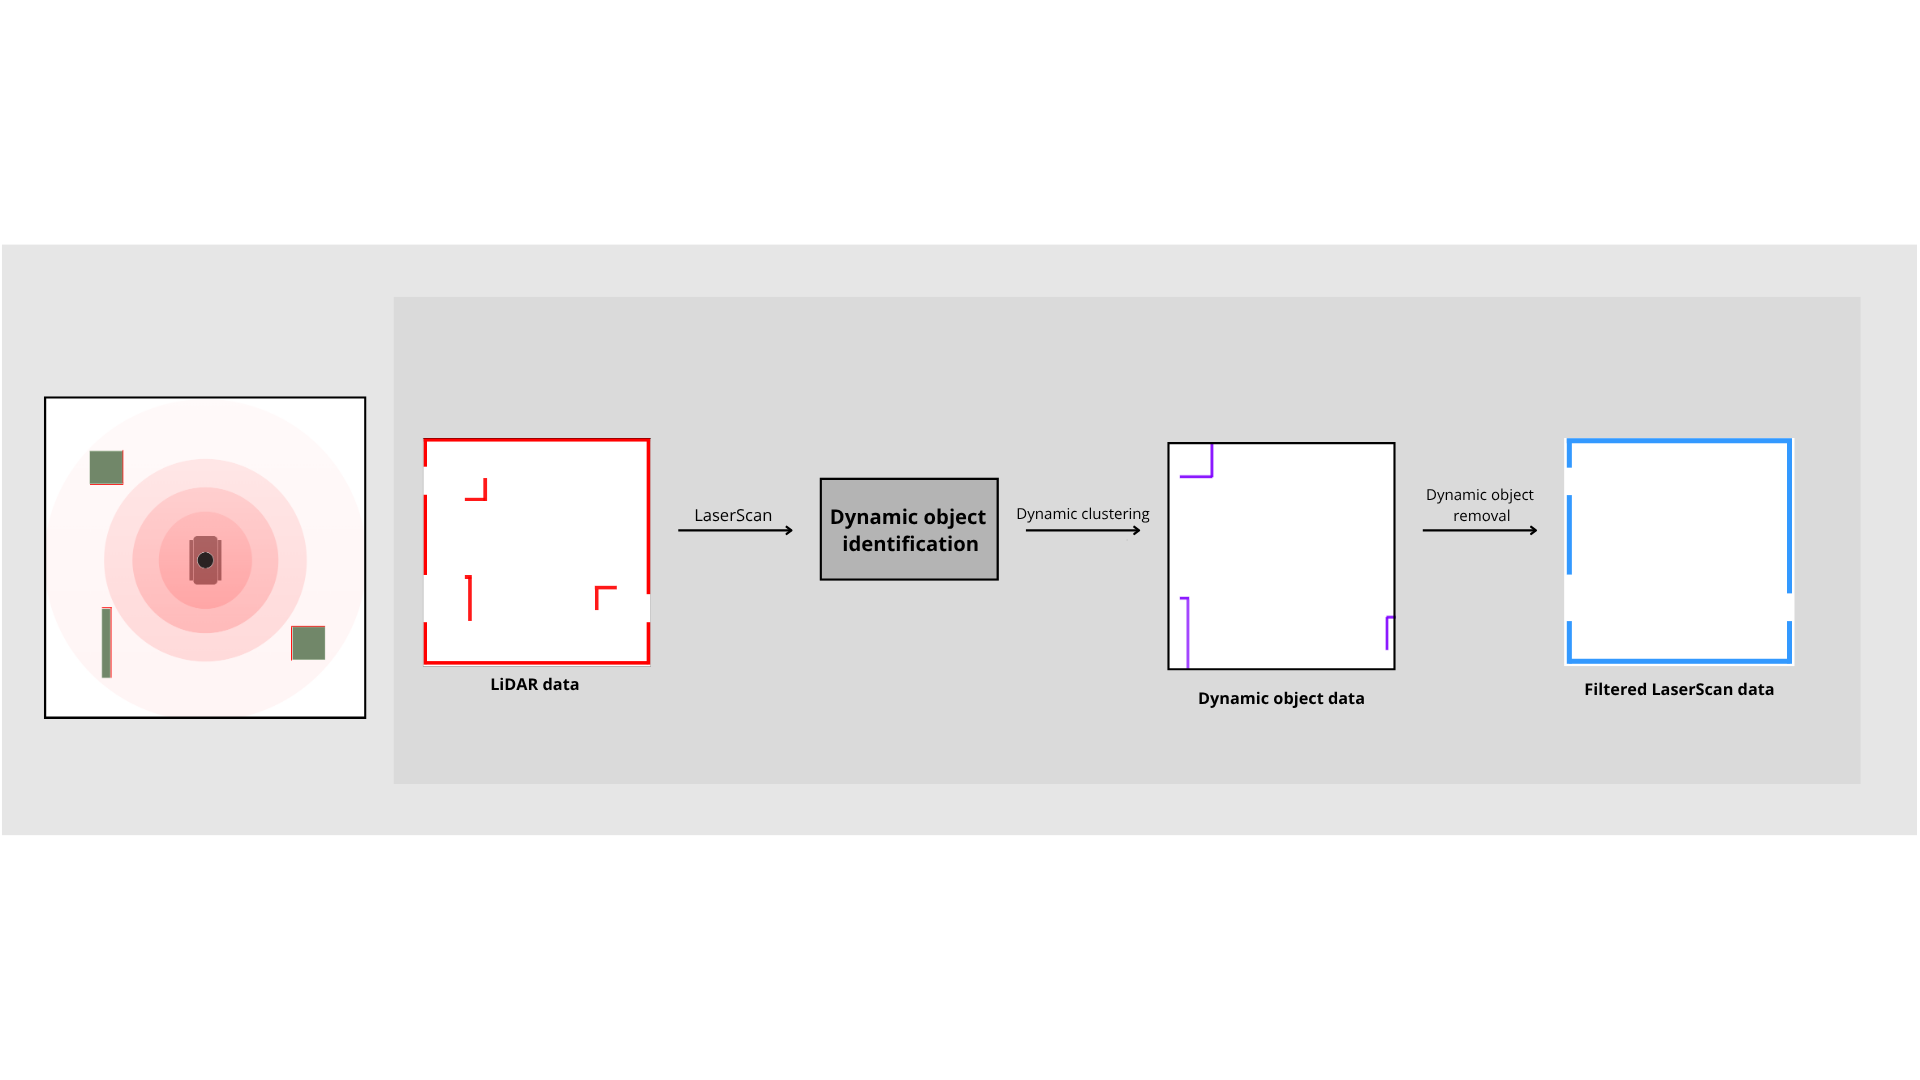 LiDAR data
LaserScan
Dynamic object
identification
Dynamic clustering
Dynamic object data
Dynamic object
removal
Filtered LaserScan data